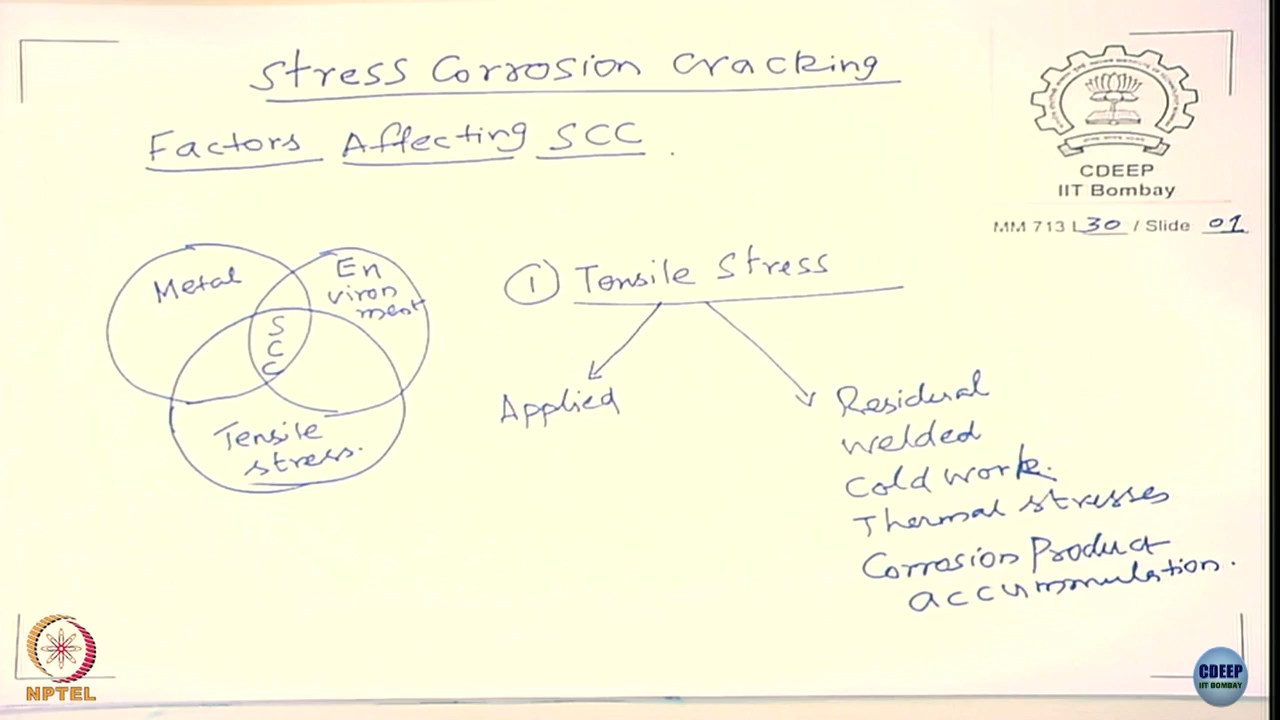 Stress Corrosion Cracking
Factors Affecting SCC.
CDEEP
IIT Bombay
MM 713 L30 / Slide 01
Metal
En
viron
ment
S
C
C
Tensile
stress.
① Tensile Stress
Applied
Residual
Welded
Cold work.
Thermal stresses
Corrosion Product
accummulation.
NPTEL
CDEEP
IIT BOMBAY